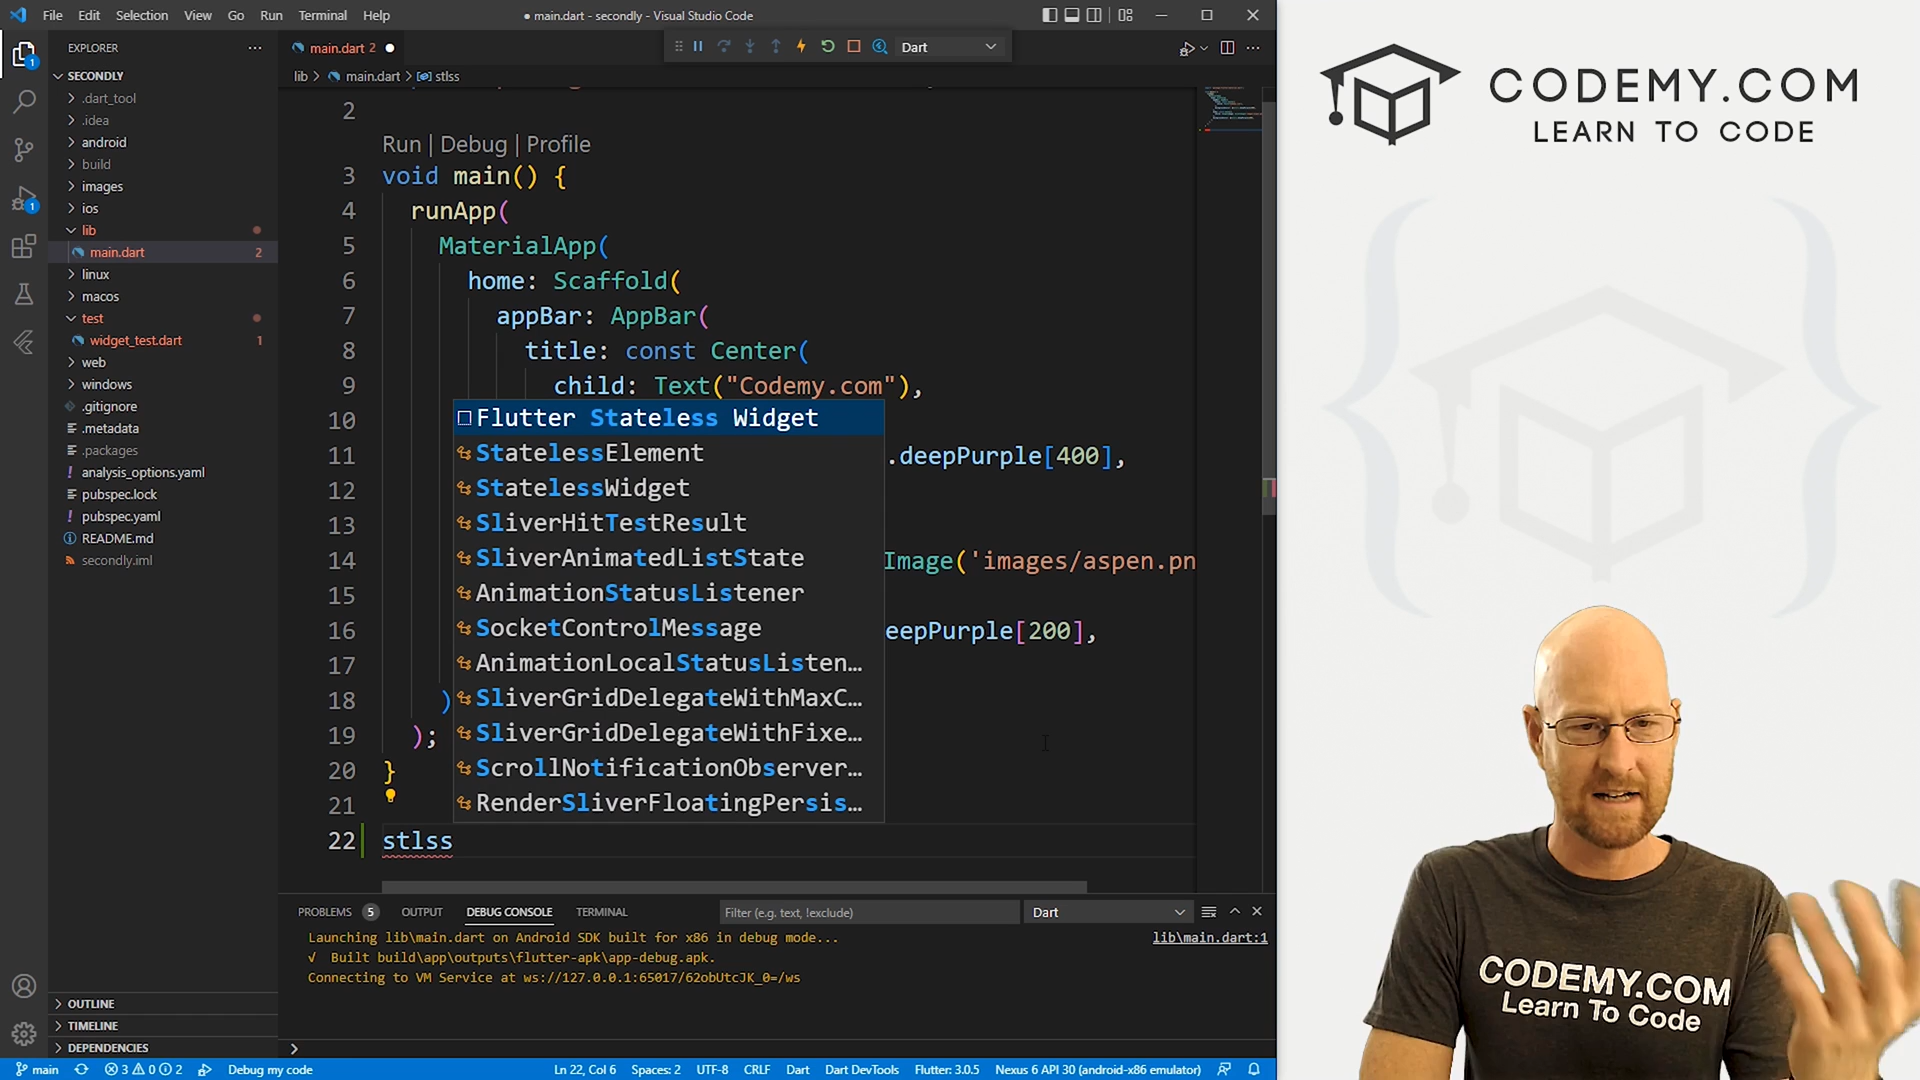 File Edit Selection View Go Run Terminal Help
● main.dart - secondly - Visual Studio Code
EXPLORER
SECONDLY
.dart_tool
.idea
android
build
images
ios
lib
main.dart 2
linux
macos
test
widget_test.dart 1
web
windows
.gitignore
.metadata
.packages
analysis_options.yaml
pubspec.lock
pubspec.yaml
README.md
secondly.iml
OUTLINE
TIMELINE
DEPENDENCIES
main.dart 2 ●
Dart
lib > main.dart > stlss
2
Run | Debug | Profile
3 void main() {
4 runApp(
5 MaterialApp(
6 home: Scaffold(
7 appBar: AppBar(
8 title: const Center(
9 child: Text("Codemy.com"),
10
11 .deepPurple[400],
12
13
14 Image('images/aspen.pn
15
16 eepPurple[200],
17
18 )
19 );
20 }
21
22 stlss
Flutter Stateless Widget
StatelessElement
StatelessWidget
SliverHitTestResult
SliverAnimatedListState
AnimationStatusListener
SocketControlMessage
AnimationLocalStatusListen…
SliverGridDelegateWithMaxC…
SliverGridDelegateWithFixe…
ScrollNotificationObserver…
RenderSliverFloatingPersis…
PROBLEMS 5 OUTPUT DEBUG CONSOLE TERMINAL
Filter (e.g. text, !exclude)
Dart
Launching lib\main.dart on Android SDK built for x86 in debug mode...
lib\main.dart:1
√ Built build\app\outputs\flutter-apk\app-debug.apk.
Connecting to VM Service at ws://127.0.0.1:65017/62obUtcJK_0=/ws
main 3 0 2 Debug my code Ln 22, Col 6 Spaces: 2 UTF-8 CRLF Dart Dart DevTools Flutter: 3.0.5 Nexus 6 API 30 (android-x86 emulator)
CODEMY.COM
LEARN TO CODE
CODEMY.COM
Learn To Code